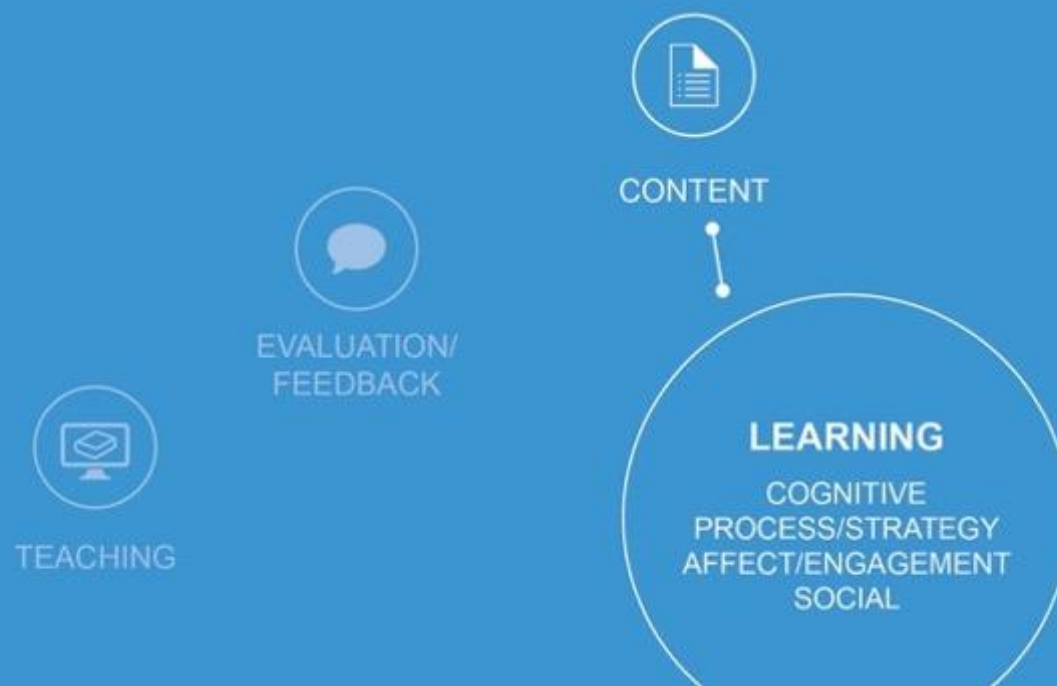 CONTENT
EVALUATION/
FEEDBACK
TEACHING
LEARNING
COGNITIVE
PROCESS/STRATEGY
AFFECT/ENGAGEMENT
SOCIAL